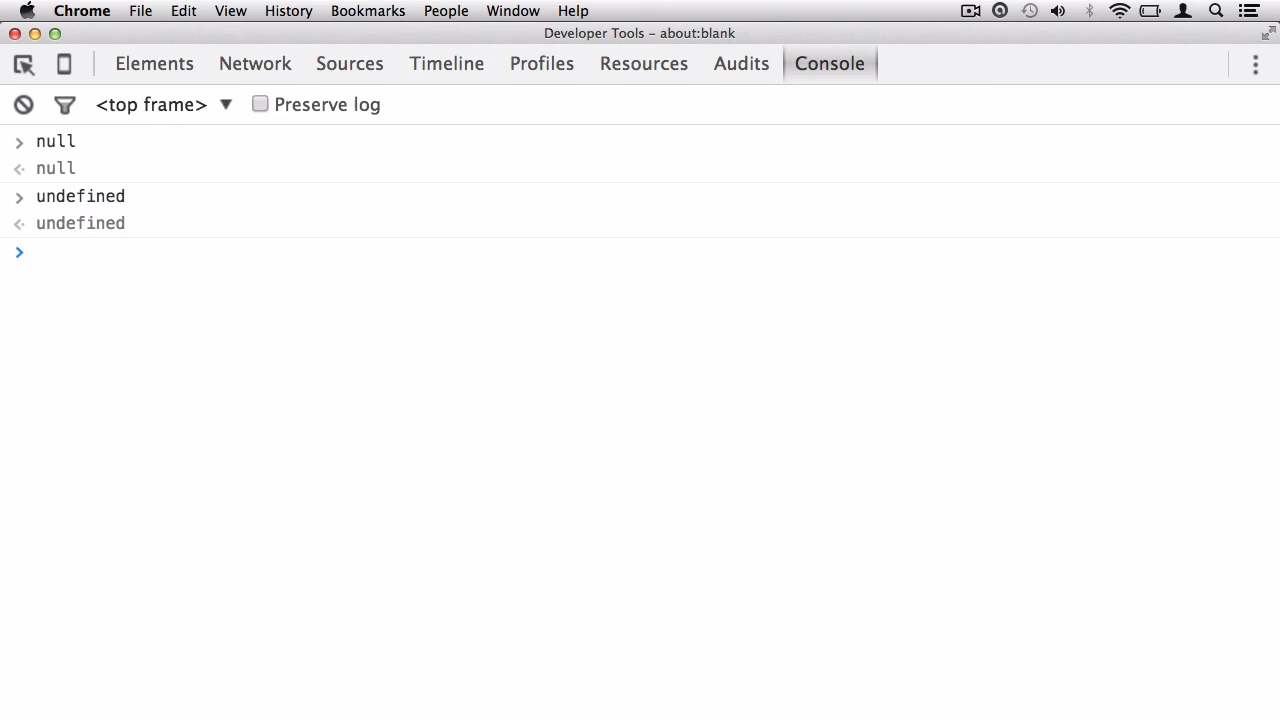 Chrome File Edit View History Bookmarks People Window Help
Developer Tools - about:blank
Elements Network Sources Timeline Profiles Resources Audits Console
<top frame> ▼ Preserve log
> null
<· null
> undefined
<· undefined
>